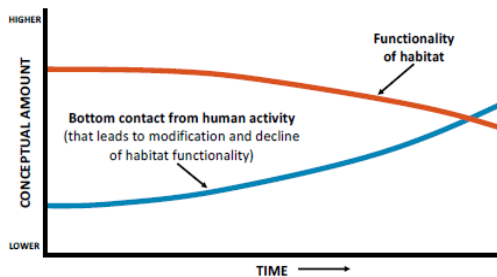 HIGHER
Functionality
of habitat
CONCEPTUAL AMOUNT
Bottom contact from human activity
(that leads to modification and decline
of habitat functionality)
LOWER
TIME